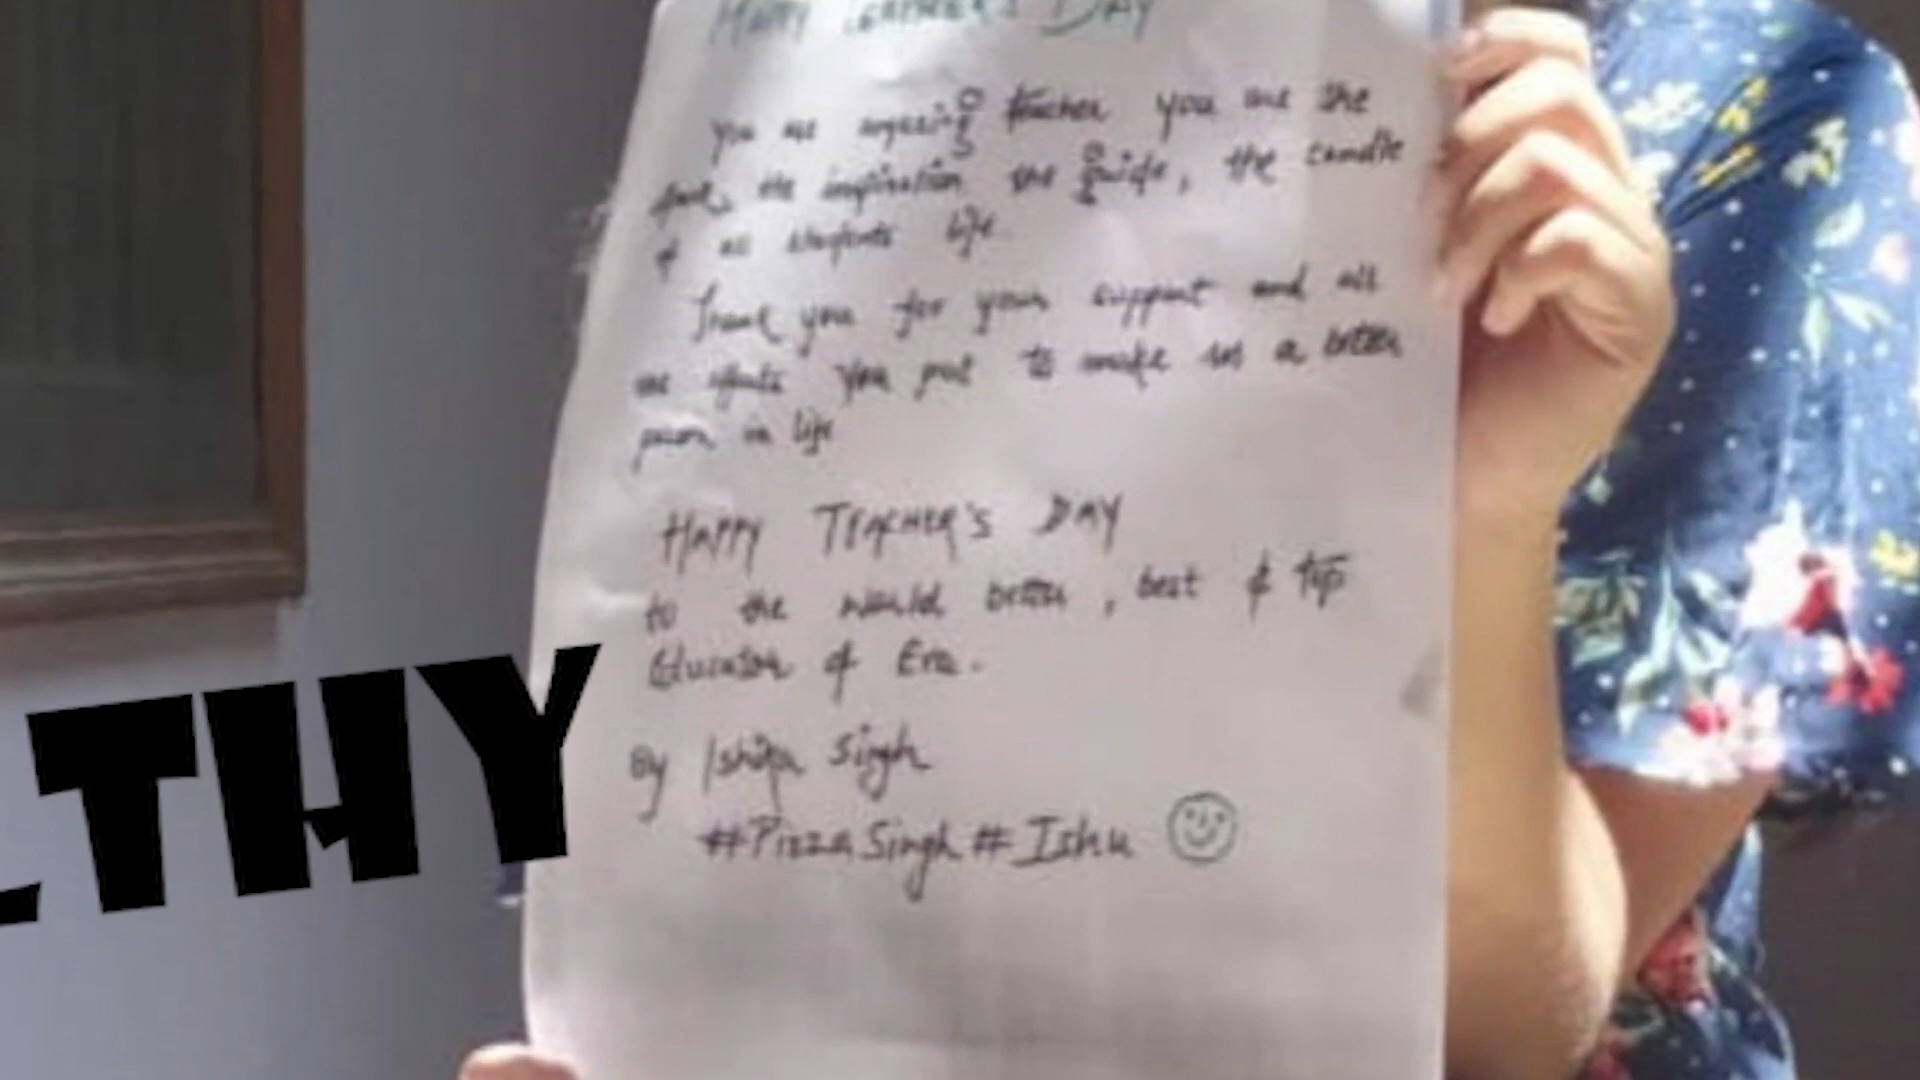 HAPPY TEACHER'S DAY
You are amazing teacher you are the
the inspiration the guide, the candle
of all students life.
Thank you for your support and all
the efforts you put to make us a better
person in life
HAPPY TEACHER'S DAY
to the world better, best & top
Educator of Era.
By Ishika Singh
#PizzaSingh#Ishu
THY